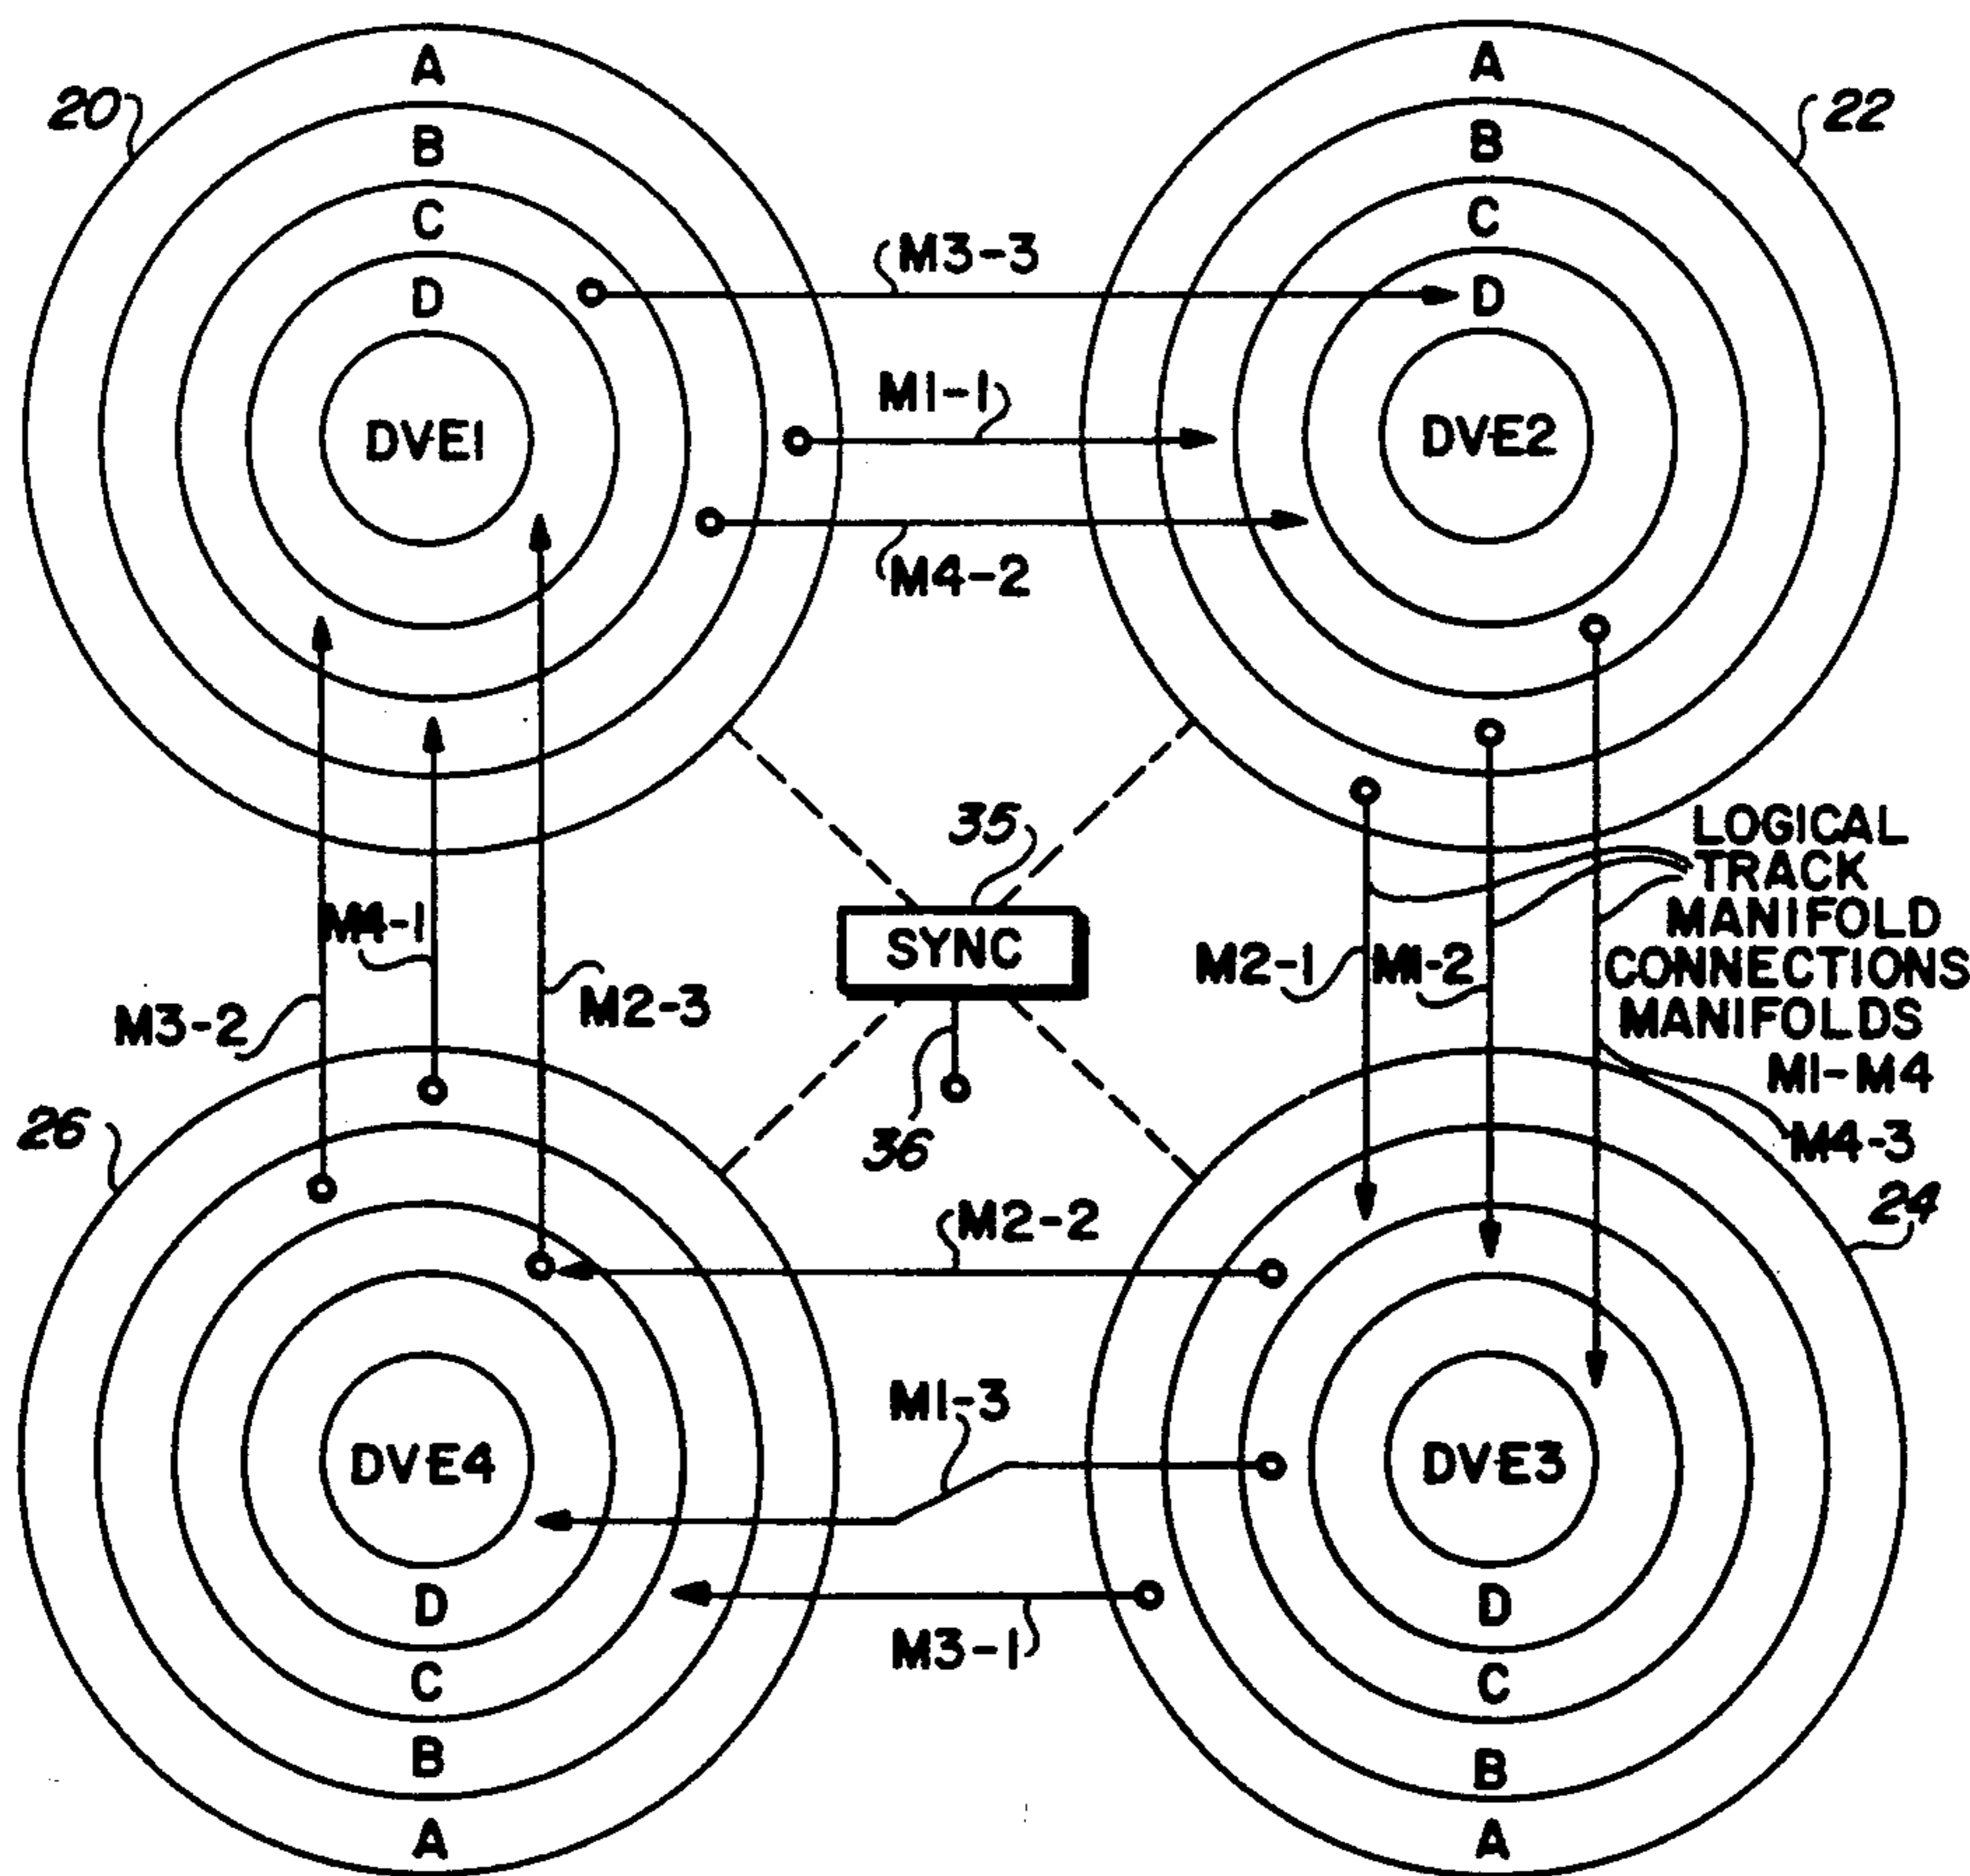 A
A
20
22
B
B
C
C
M3-3
D
D
M1-1
DVE1
DVE2
M4-2
35
LOGICAL
TRACK
MANIFOLD
CONNECTIONS
MANIFOLDS
M1-M4
M4-1
SYNC
M2-1
M1-2
M2-3
M3-2
26
36
M4-3
24
M2-2
M1-3
DVE4
DVE3
D
D
M3-1
C
C
B
B
A
A